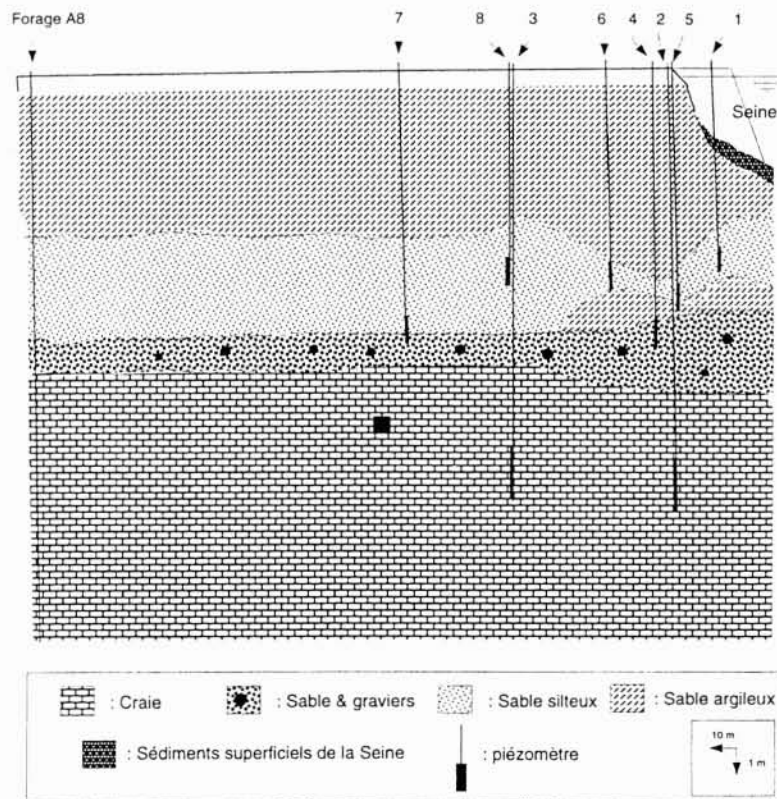 Forage A8 7 8 3 6 4 2 5 1
Seine
: Craie : Sable & graviers : Sable silteux : Sable argileux
: Sédiments superficiels de la Seine : piézomètre
10 m
1 m